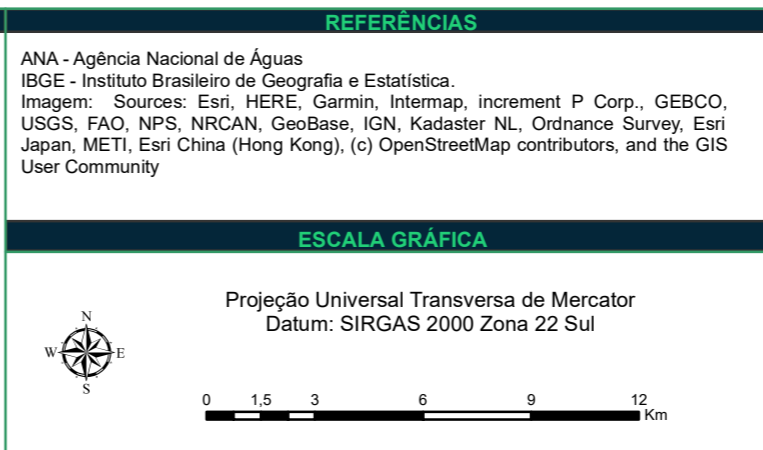 REFERÊNCIAS
ANA - Agência Nacional de Águas
IBGE - Instituto Brasileiro de Geografia e Estatística.
Imagem: Sources: Esri, HERE, Garmin, Intermap, increment P Corp., GEBCO,
USGS, FAO, NPS, NRCAN, GeoBase, IGN, Kadaster NL, Ordnance Survey, Esri
Japan, METI, Esri China (Hong Kong), (c) OpenStreetMap contributors, and the GIS
User Community
ESCALA GRÁFICA
Projeção Universal Transversa de Mercator
Datum: SIRGAS 2000 Zona 22 Sul
N
W E
S
0 1,5 3 6 9 12
Km